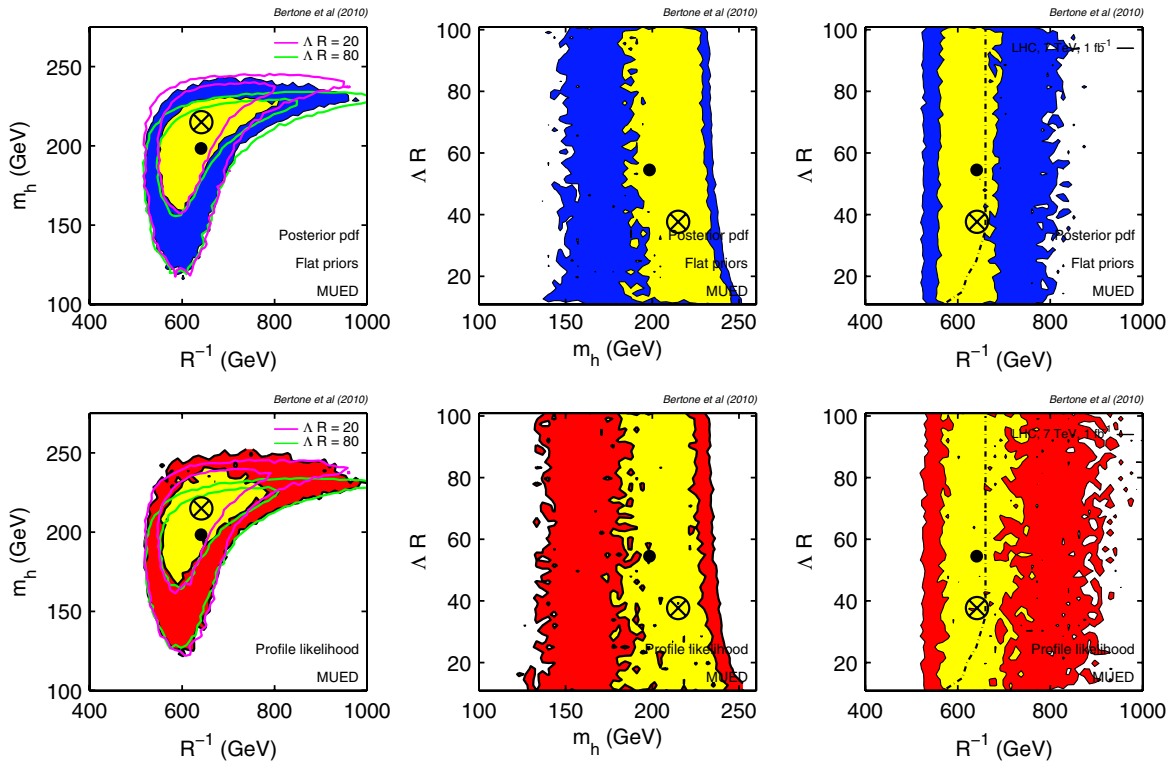 Bertone et al (2010)
Λ R = 20
Λ R = 80
250
200
150
100
m_h (GeV)
Posterior pdf
Flat priors
MUED
400 600 800 1000
R^-1 (GeV)
Bertone et al (2010)
100
80
60
40
20
Λ R
Posterior pdf
Flat priors
MUED
100 150 200 250
m_h (GeV)
Bertone et al (2010)
LHC, 7 TeV, 1 fb^-1
100
80
60
40
20
Λ R
Posterior pdf
Flat priors
MUED
400 600 800 1000
R^-1 (GeV)
Bertone et al (2010)
Λ R = 20
Λ R = 80
250
200
150
100
m_h (GeV)
Profile likelihood
MUED
400 600 800 1000
R^-1 (GeV)
Bertone et al (2010)
100
80
60
40
20
Λ R
Profile likelihood
MUED
100 150 200 250
m_h (GeV)
Bertone et al (2010)
LHC, 7 TeV, 1 fb^-1
100
80
60
40
20
Λ R
Profile likelihood
MUED
400 600 800 1000
R^-1 (GeV)